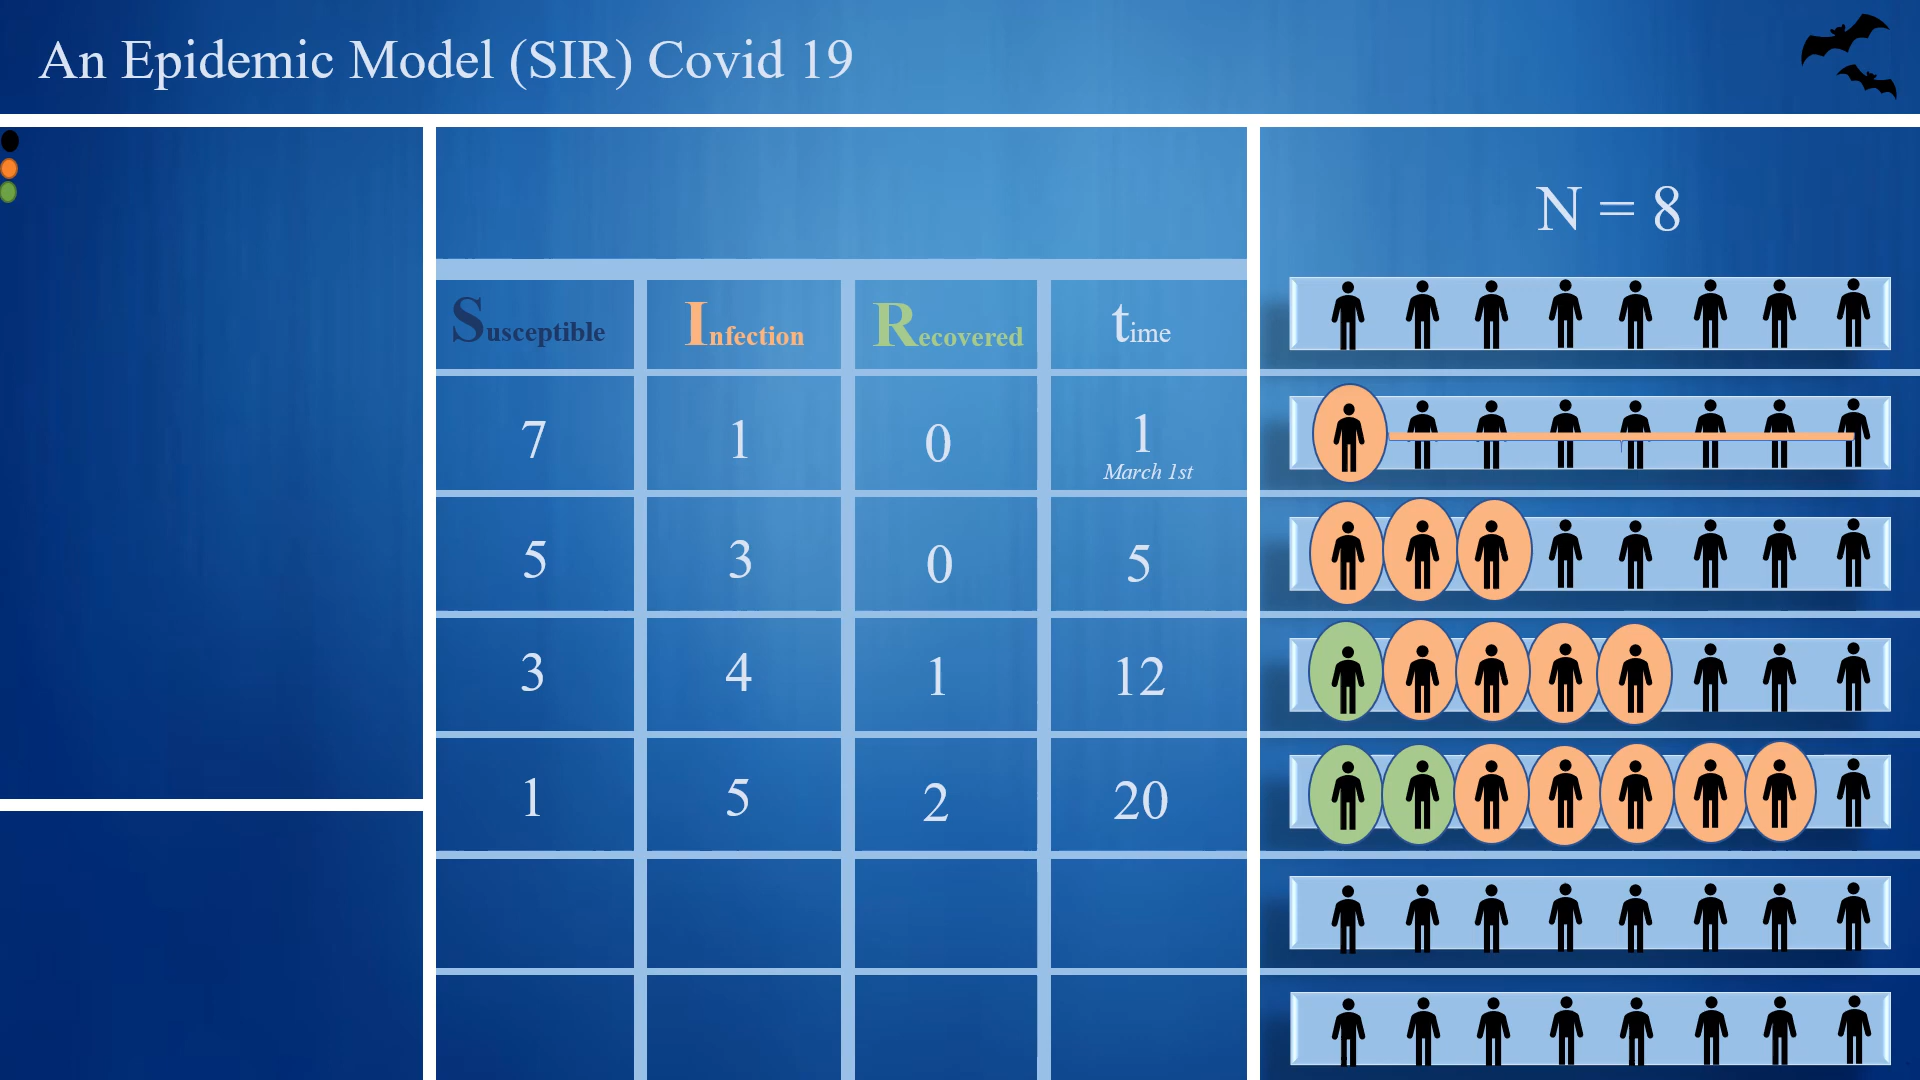 An Epidemic Model (SIR) Covid 19
N = 8
Susceptible Infection Recovered time
7 1 0 1
March 1st
5 3 0 5
3 4 1 12
1 5 2 20